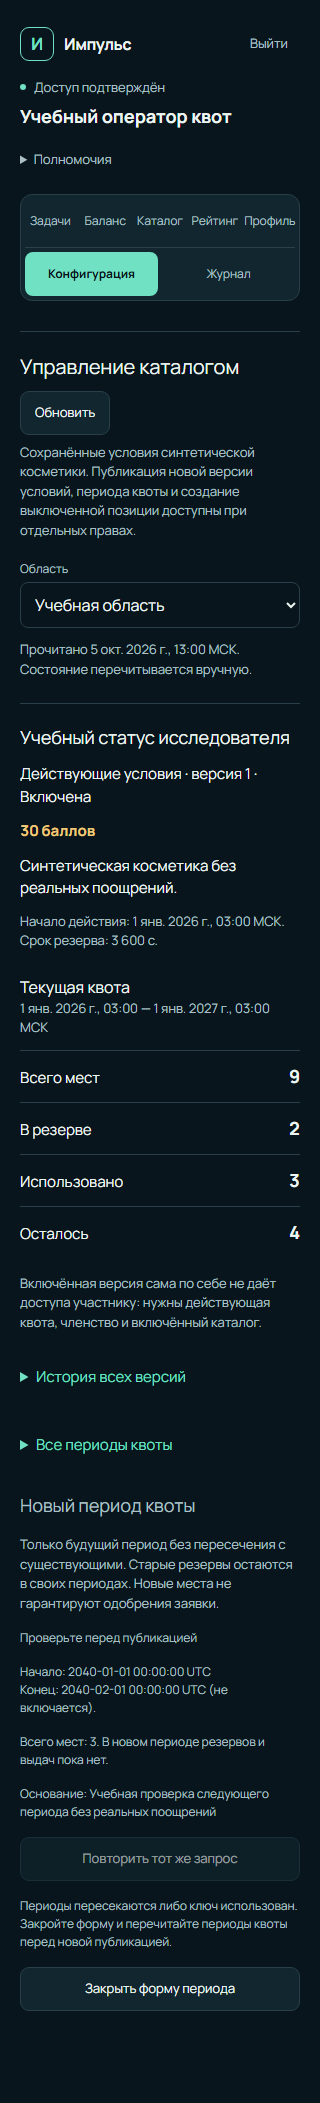 И Импульс Выйти
Доступ подтверждён
Учебный оператор квот
Полномочия
Задачи Баланс Каталог Рейтинг Профиль
Конфигурация Журнал
Управление каталогом
Обновить
Сохранённые условия синтетической
косметики. Публикация новой версии
условий, периода квоты и создание
выключенной позиции доступны при
отдельных правах.
Область
Учебная область
Прочитано 5 окт. 2026 г., 13:00 МСК.
Состояние перечитывается вручную.
Учебный статус исследователя
Действующие условия · версия 1 ·
Включена
30 баллов
Синтетическая косметика без
реальных поощрений.
Начало действия: 1 янв. 2026 г., 03:00 МСК.
Срок резерва: 3 600 с.
Текущая квота
1 янв. 2026 г., 03:00 — 1 янв. 2027 г., 03:00
МСК
Всего мест 9
В резерве 2
Использовано 3
Осталось 4
Включённая версия сама по себе не даёт
доступа участнику: нужны действующая
квота, членство и включённый каталог.
История всех версий
Все периоды квоты
Новый период квоты
Только будущий период без пересечения с
существующими. Старые резервы остаются
в своих периодах. Новые места не
гарантируют одобрения заявки.
Проверьте перед публикацией
Начало: 2040-01-01 00:00:00 UTC
Конец: 2040-02-01 00:00:00 UTC (не
включается).
Всего мест: 3. В новом периоде резервов и
выдач пока нет.
Основание: Учебная проверка следующего
периода без реальных поощрений
Повторить тот же запрос
Периоды пересекаются либо ключ использован.
Закройте форму и перечитайте периоды квоты
перед новой публикацией.
Закрыть форму периода